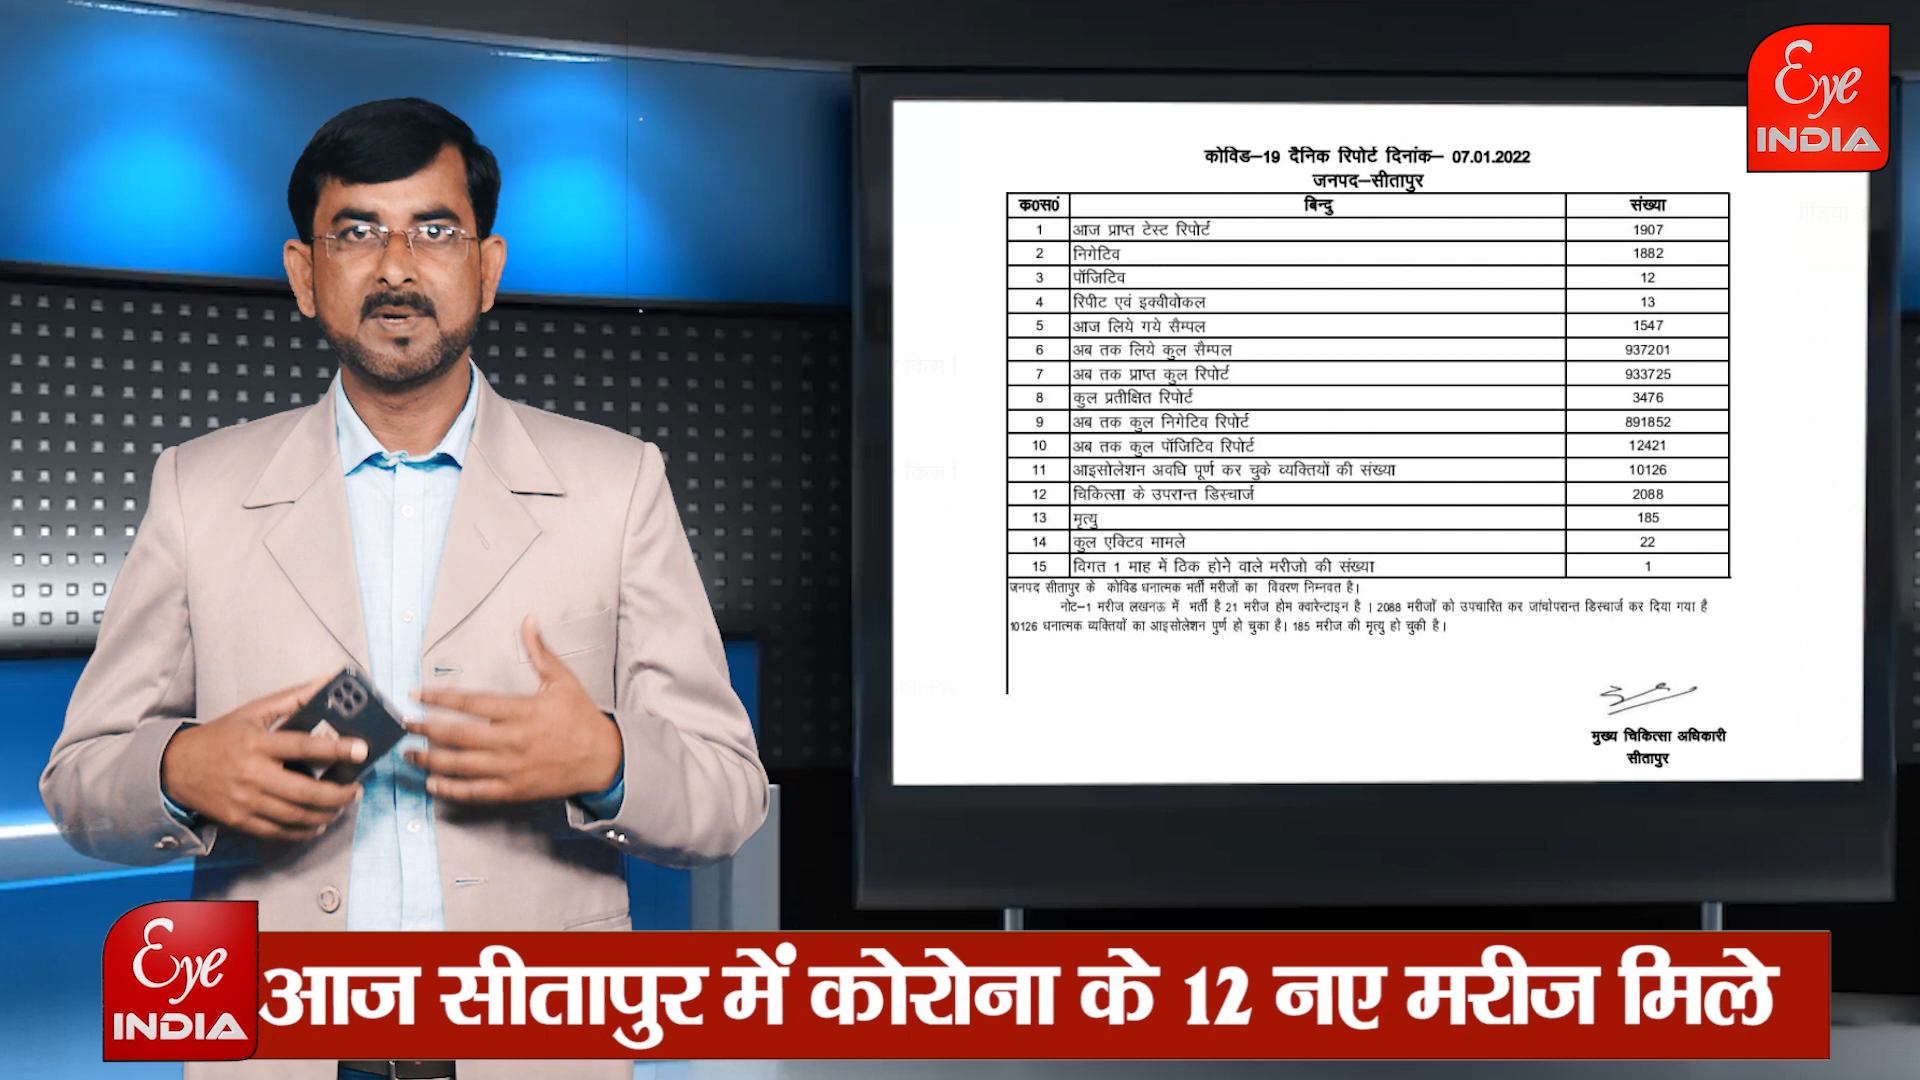 Eye
INDIA
कोविड–19 दैनिक रिपोर्ट दिनांक– 07.01.2022
जनपद–सीतापुर
क0स0ं बिन्दु संख्या
1 आज प्राप्त टेस्ट रिपोर्ट 1907
2 निगेटिव 1882
3 पॉजिटिव 12
4 रिपीट एवं इक्वीवोकल 13
5 आज लिये गये सैम्पल 1547
6 अब तक लिये कुल सैम्पल 937201
7 अब तक प्राप्त कुल रिपोर्ट 933725
8 कुल प्रतीक्षित रिपोर्ट 3476
9 अब तक कुल निगेटिव रिपोर्ट 891852
10 अब तक कुल पॉजिटिव रिपोर्ट 12421
11 आइसोलेशन अवधि पूर्ण कर चुके व्यक्तियों की संख्या 10126
12 चिकित्सा के उपरान्त डिस्चार्ज 2088
13 मृत्यु 185
14 कुल एक्टिव मामले 22
15 विगत 1 माह में ठिक होने वाले मरीजो की संख्या 1
जनपद सीतापुर के कोविड धनात्मक भर्ती मरीजों का विवरण निम्नवत है।
नोट–1 मरीज लखनऊ में भर्ती है 21 मरीज होम क्वारेन्टाइन है । 2088 मरीजों को उपचारित कर जांचोपरान्त डिस्चार्ज कर दिया गया है
10126 धनात्मक व्यक्तियों का आइसोलेशन पुर्ण हो चुका है। 185 मरीज की मृत्यु हो चुकी है।
मुख्य चिकित्सा अधिकारी
सीतापुर
Eye
INDIA
आज सीतापुर में कोरोना के 12 नए मरीज मिले